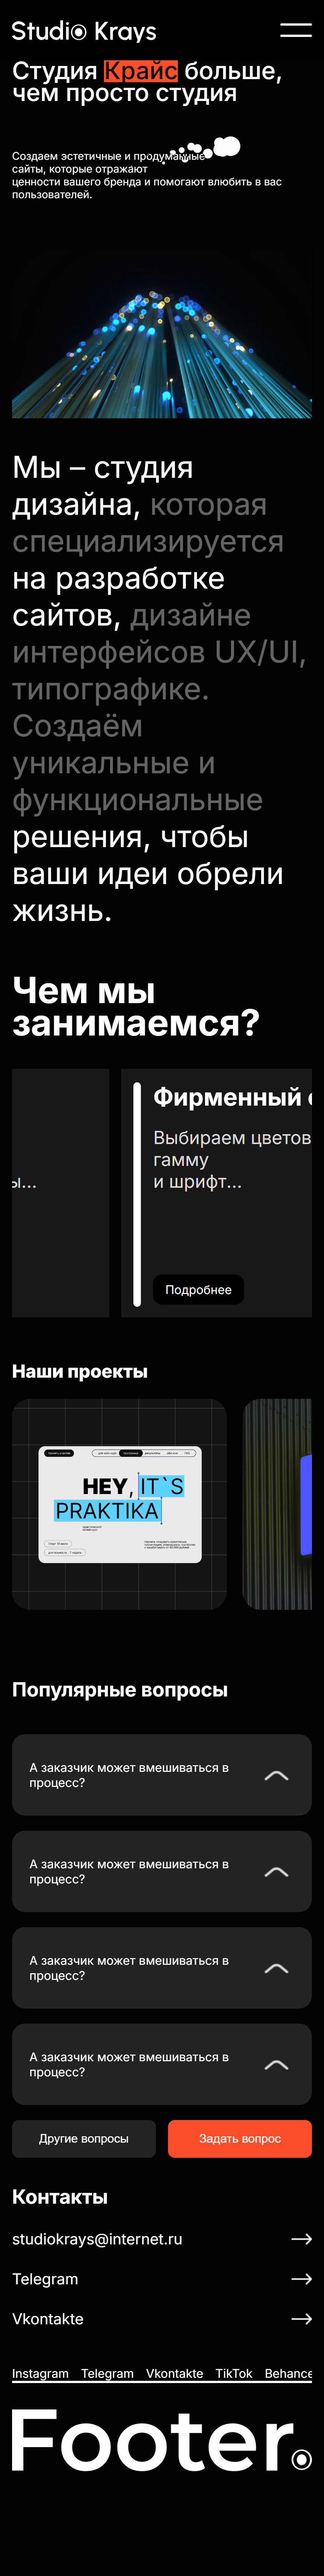 Studio Krays
Студия Крайс больше,
чем просто студия
Создаем эстетичные и продуманные
сайты, которые отражают
ценности вашего бренда и помогают влюбить в вас
пользователей.
Мы – студия
дизайна, которая
специализируется
на разработке
сайтов, дизайне
интерфейсов UX/UI,
типографике.
Создаём
уникальные и
функциональные
решения, чтобы
ваши идеи обрели
жизнь.
Чем мы
занимаемся?
ы...
Фирменный
Выбираем цветов
гамму
и шрифт...
Подробнее
Наши проекты
HEY, IT`S
PRAKTIKA
Популярные вопросы
А заказчик может вмешиваться в
процесс?
А заказчик может вмешиваться в
процесс?
А заказчик может вмешиваться в
процесс?
А заказчик может вмешиваться в
процесс?
Другие вопросы
Задать вопрос
Контакты
studiokrays@internet.ru
Telegram
Vkontakte
Instagram Telegram Vkontakte TikTok Behance
Footer